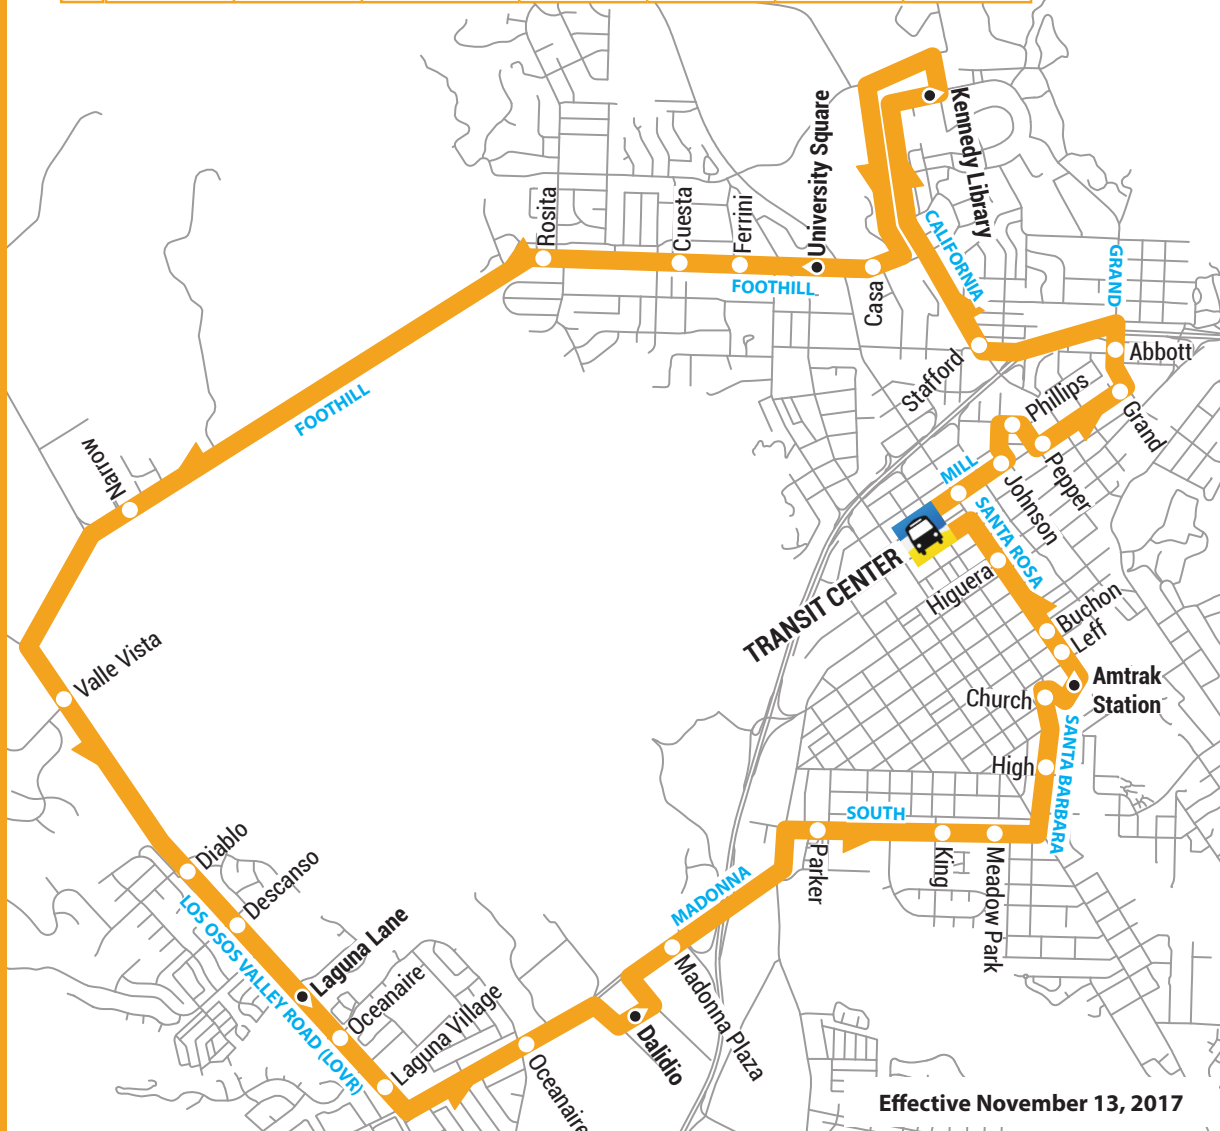 Kennedy Library
University Square
Rosita
Cuesta
Ferrini
CALIFORNIA
GRAND
FOOTHILL
Casa
Stafford
Abbott
Phillips
Grand
FOOTHILL
Narrow
MILL
Pepper
Johnson
SANTA ROSA
TRANSIT CENTER
Higuera
Buchon
Leff
Valle Vista
Amtrak
Station
Church
SANTA BARBARA
High
SOUTH
Diablo
Parker
King
Meadow Park
Descanso
MADONNA
LOS OSOS VALLEY ROAD (LOVR)
Laguna Lane
Oceanaire
Laguna Village
Madonna Plaza
Dalidio
Oceanaire
Effective November 13, 2017